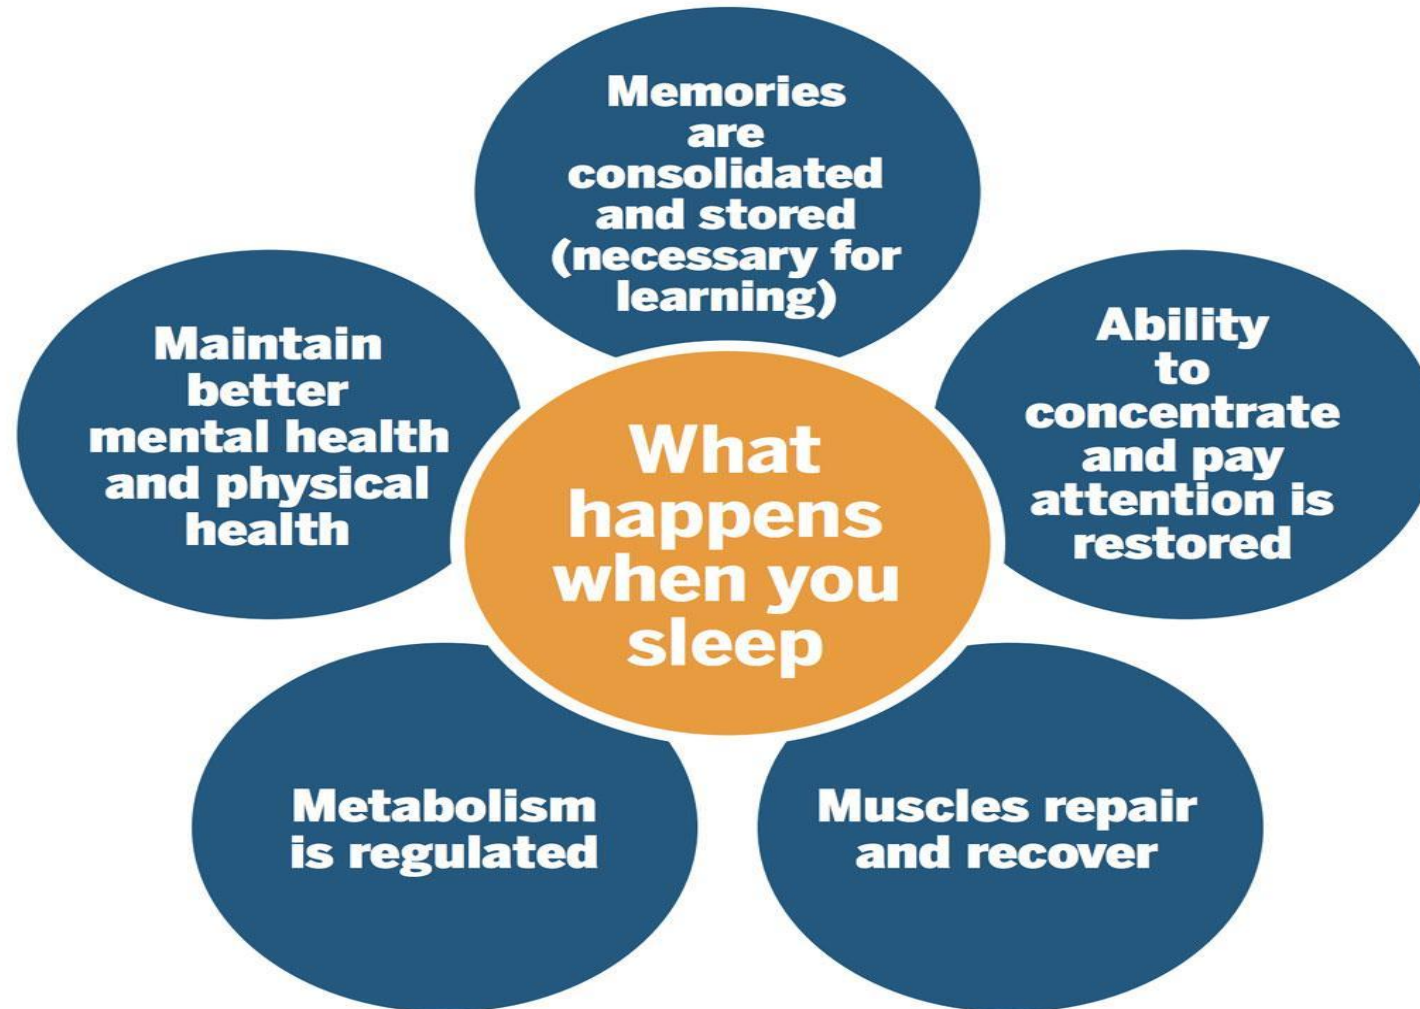 Memories
are
consolidated
and stored
(necessary for
learning)
Ability
to
concentrate
and pay
attention is
restored
Muscles repair
and recover
Metabolism
is regulated
Maintain
better
mental health
and physical
health
What
happens
when you
sleep